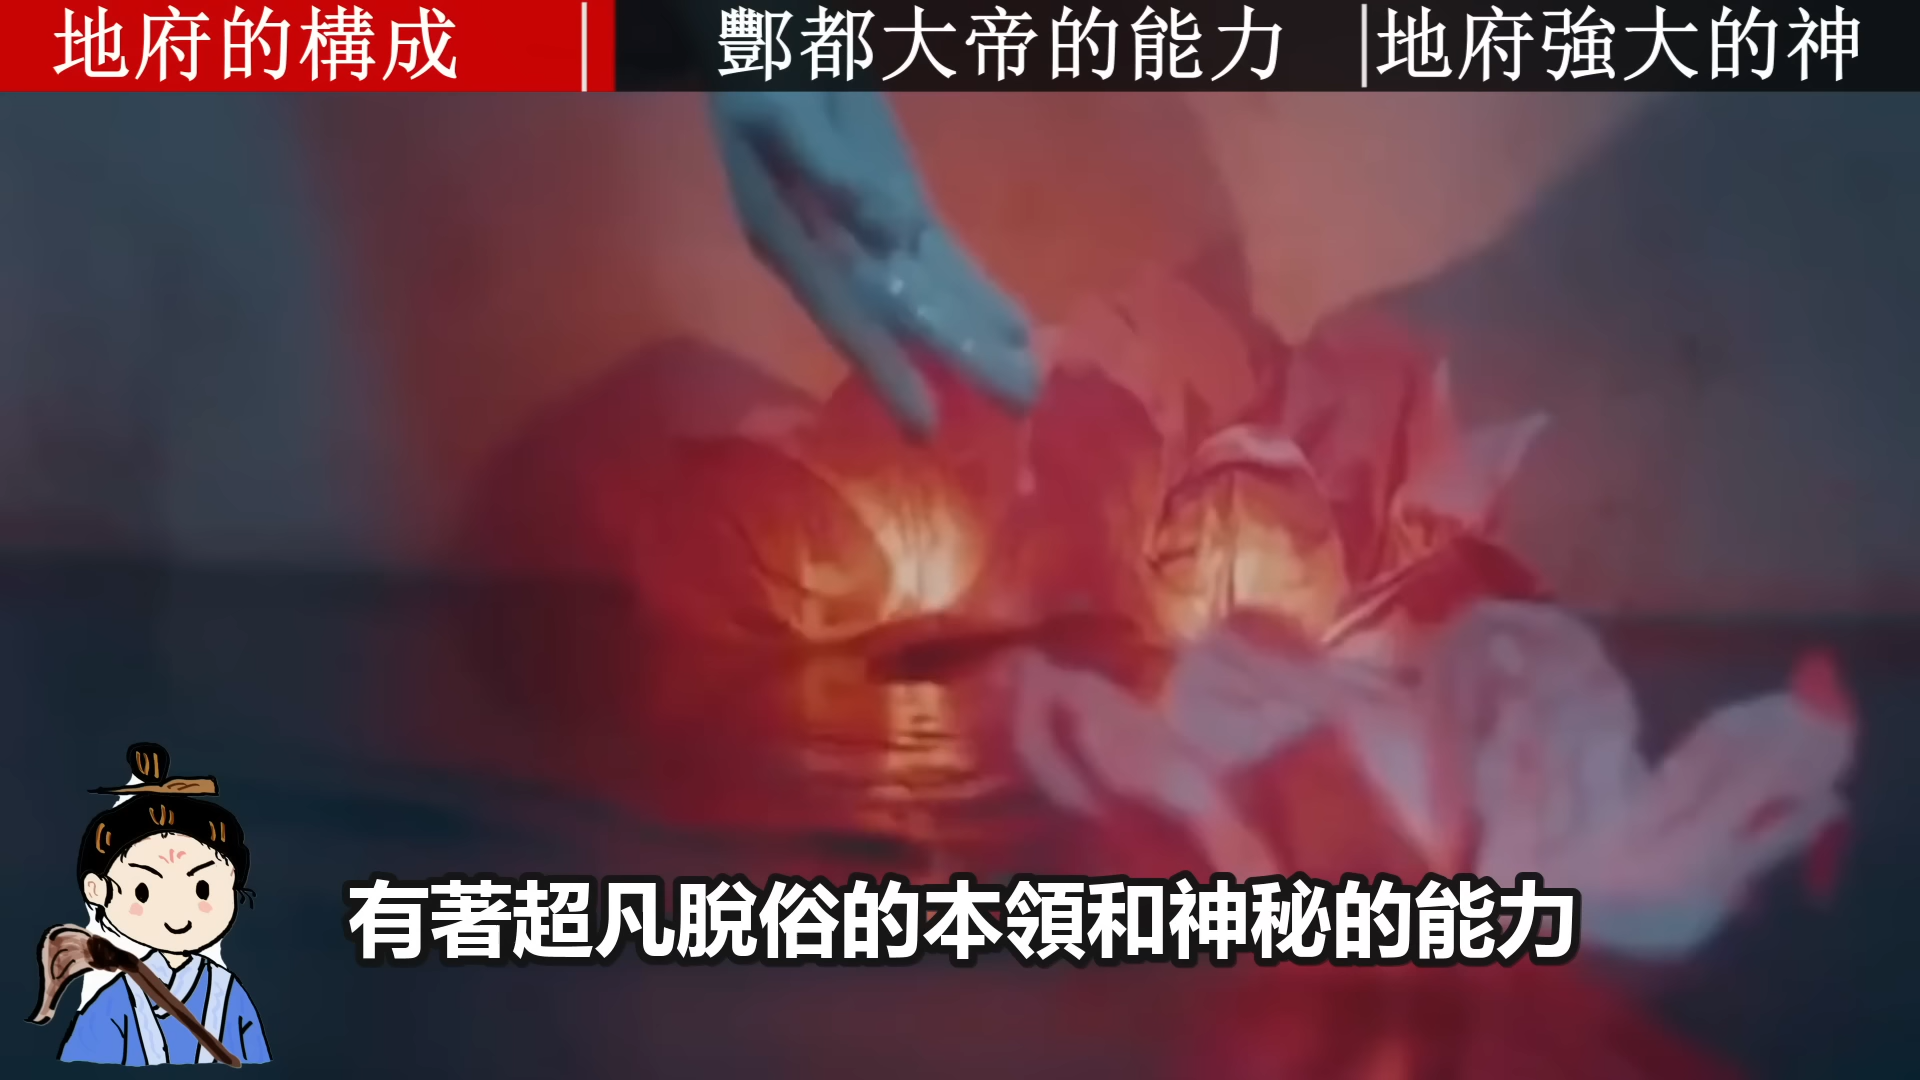 地府的構成
酆都大帝的能力
地府強大的神
有著超凡脫俗的本領和神秘的能力